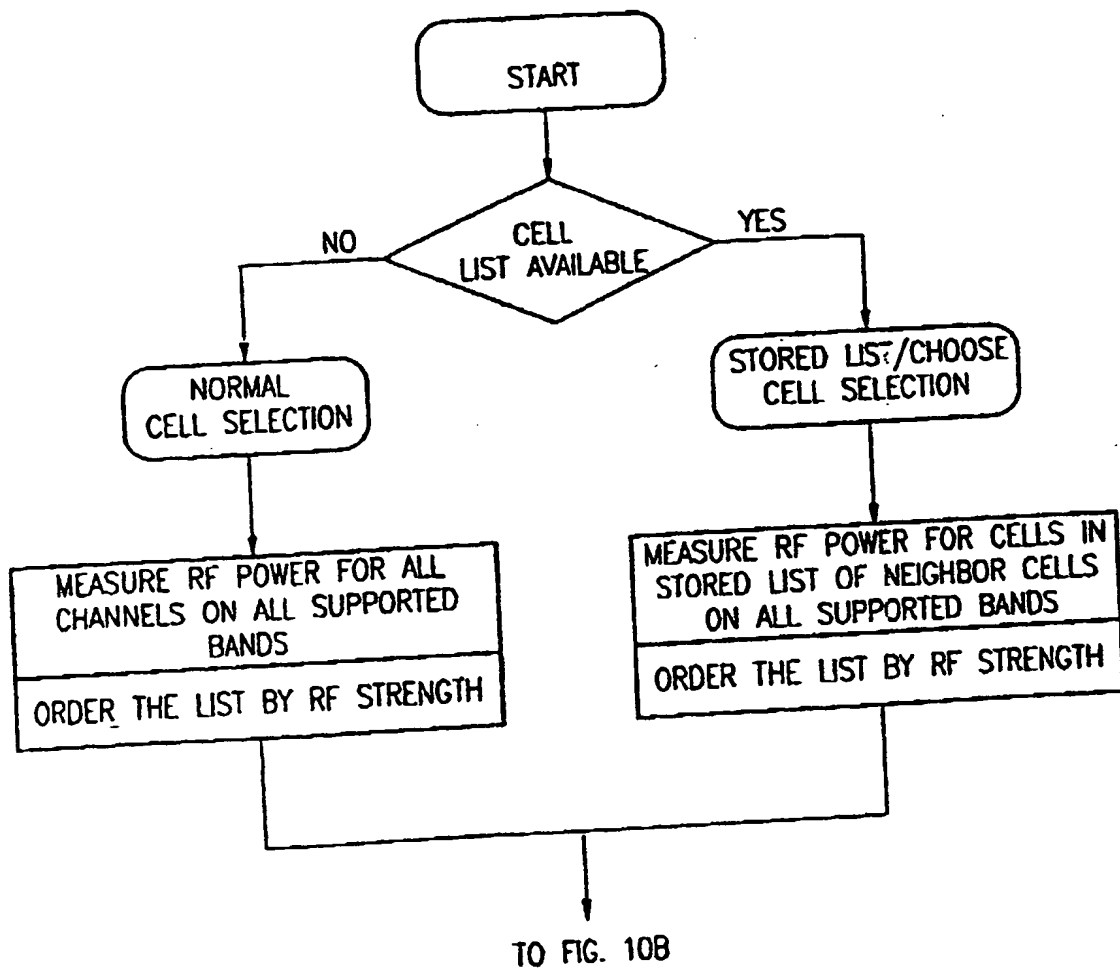 START
CELL
LIST AVAILABLE
NO
YES
NORMAL
CELL SELECTION
STORED LIST/CHOOSE
CELL SELECTION
MEASURE RF POWER FOR ALL
CHANNELS ON ALL SUPPORTED
BANDS
ORDER THE LIST BY RF STRENGTH
MEASURE RF POWER FOR CELLS IN
STORED LIST OF NEIGHBOR CELLS
ON ALL SUPPORTED BANDS
ORDER THE LIST BY RF STRENGTH
TO FIG. 10B